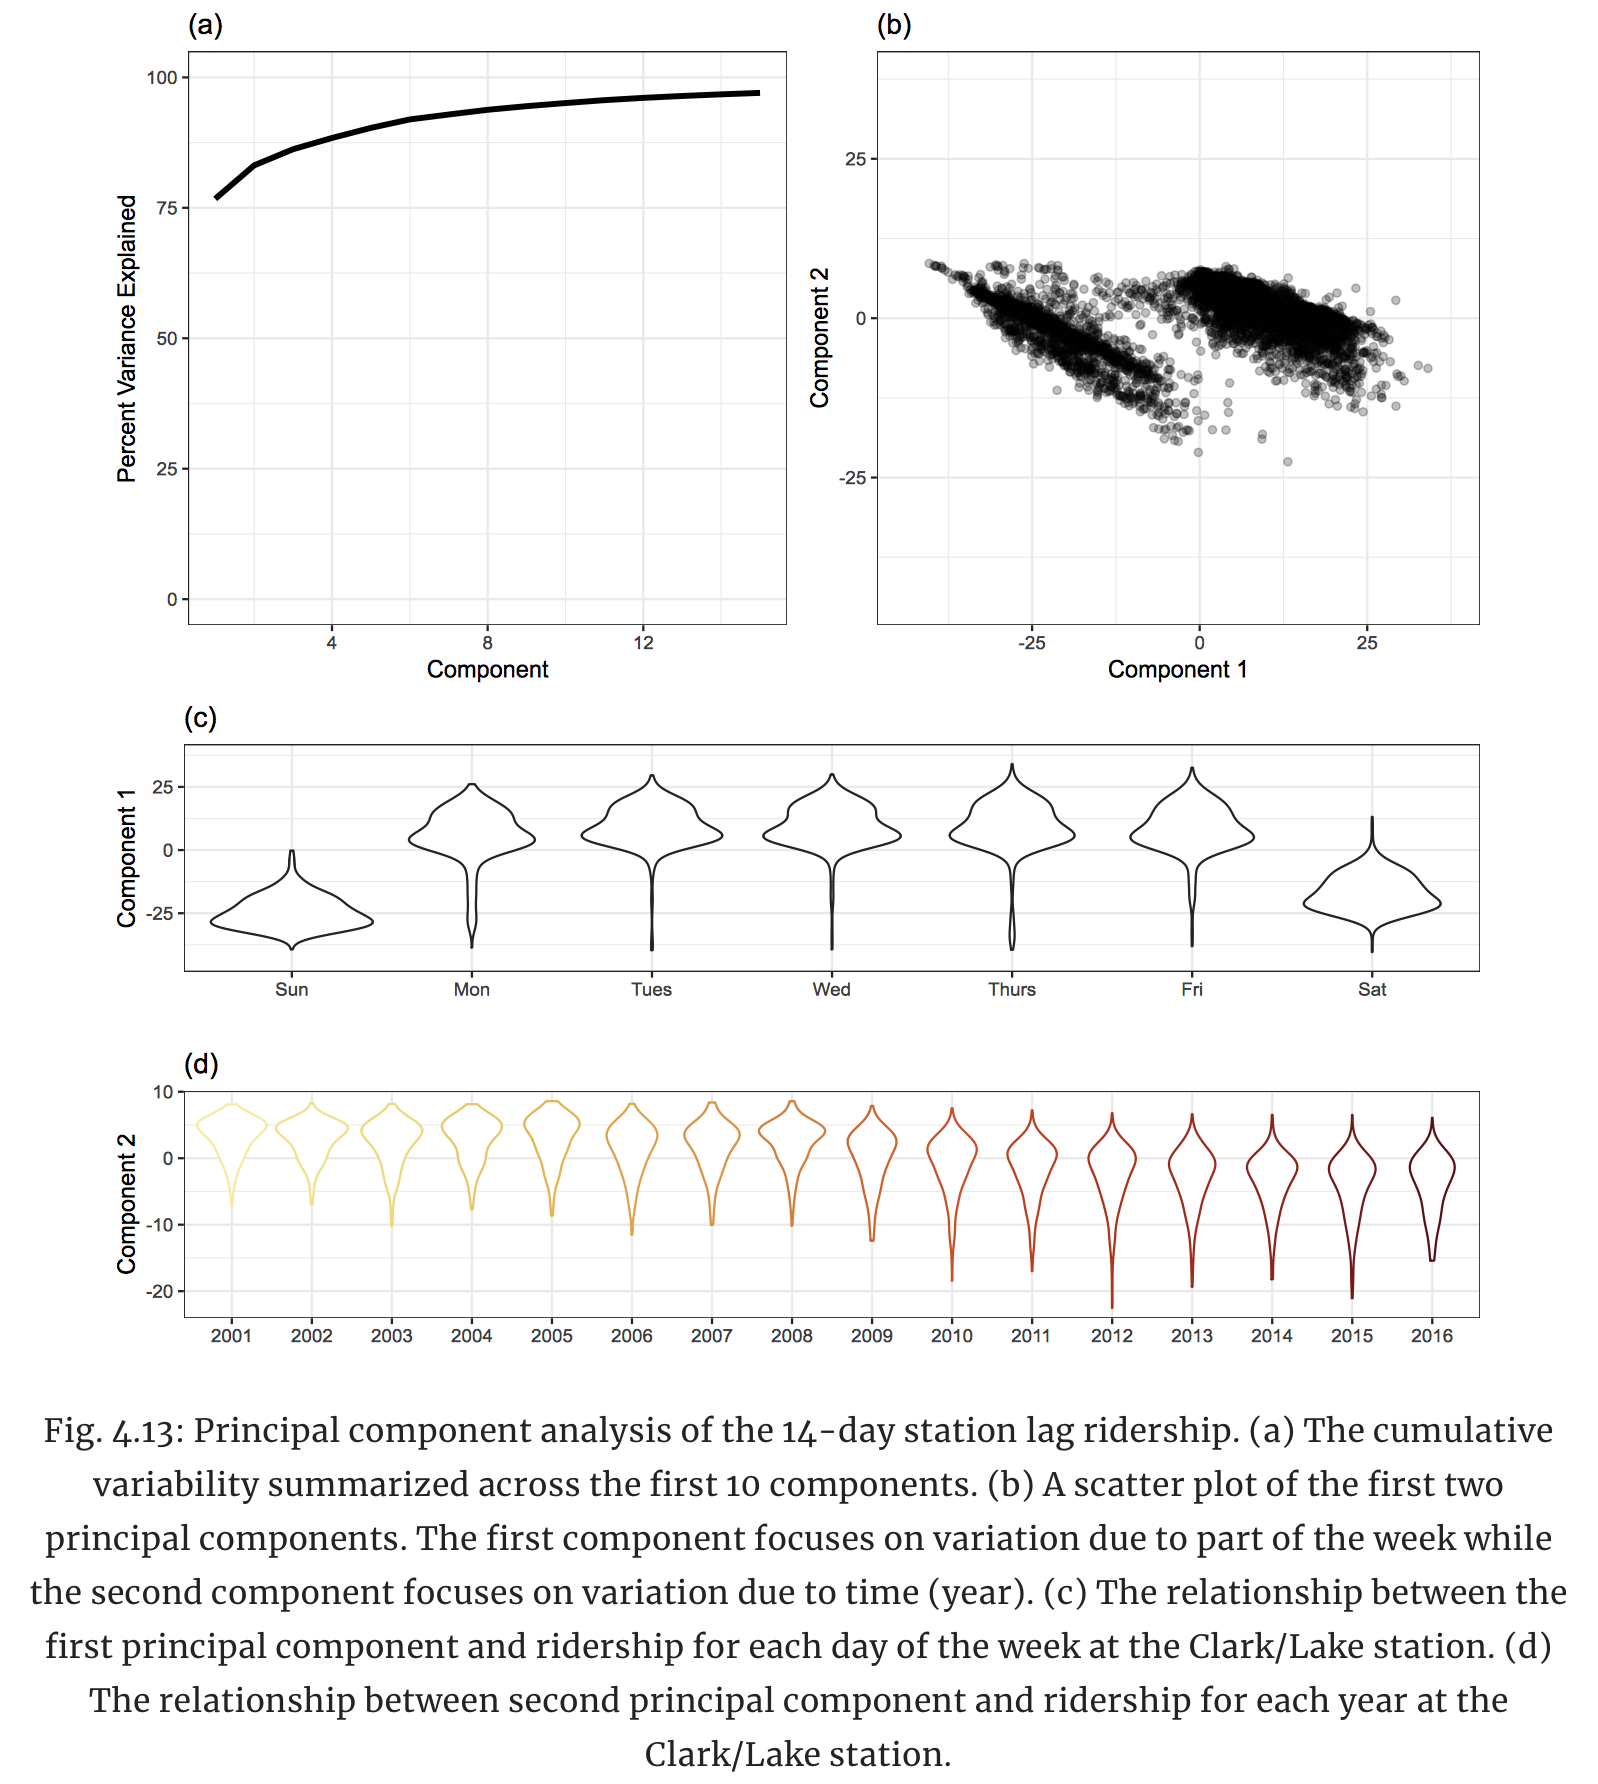 (a)
100
75
50
25
0
Percent Variance Explained
4 8 12
Component
(b)
25
0
-25
Component 2
-25 0 25
Component 1
(c)
25
0
-25
Component 1
Sun Mon Tues Wed Thurs Fri Sat
(d)
10
0
-10
-20
Component 2
2001 2002 2003 2004 2005 2006 2007 2008 2009 2010 2011 2012 2013 2014 2015 2016
Fig. 4.13: Principal component analysis of the 14-day station lag ridership. (a) The cumulative
variability summarized across the first 10 components. (b) A scatter plot of the first two
principal components. The first component focuses on variation due to part of the week while
the second component focuses on variation due to time (year). (c) The relationship between the
first principal component and ridership for each day of the week at the Clark/Lake station. (d)
The relationship between second principal component and ridership for each year at the
Clark/Lake station.